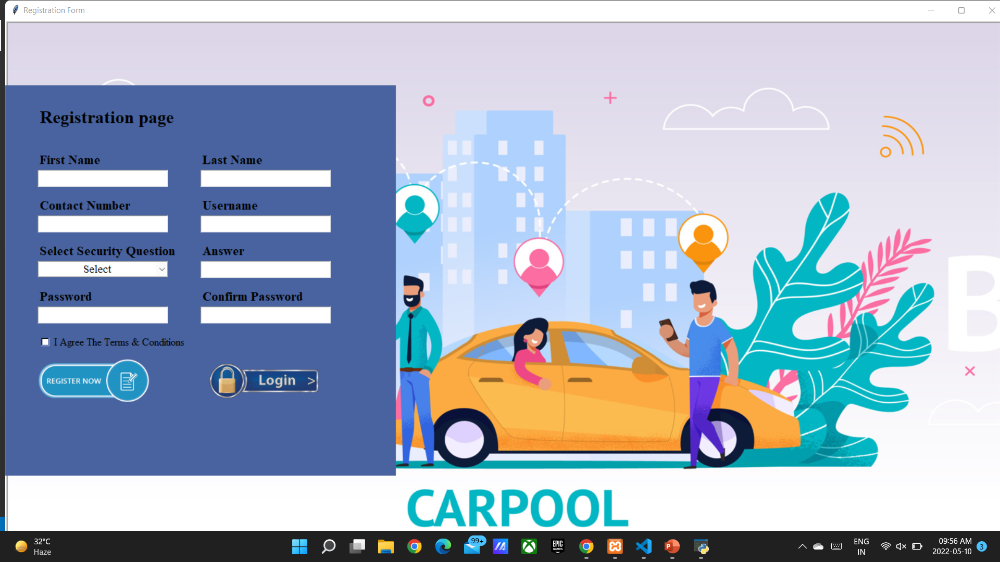 Registration Form
Registration page
First Name Last Name
Contact Number Username
Select Security Question Answer
Select
Password Confirm Password
I Agree The Terms & Conditions
REGISTER NOW Login >
B
CARPOOL
32°C
Haze
99+
EPIC
GAMES
ENG
IN
09:56 AM
2022-05-10
3